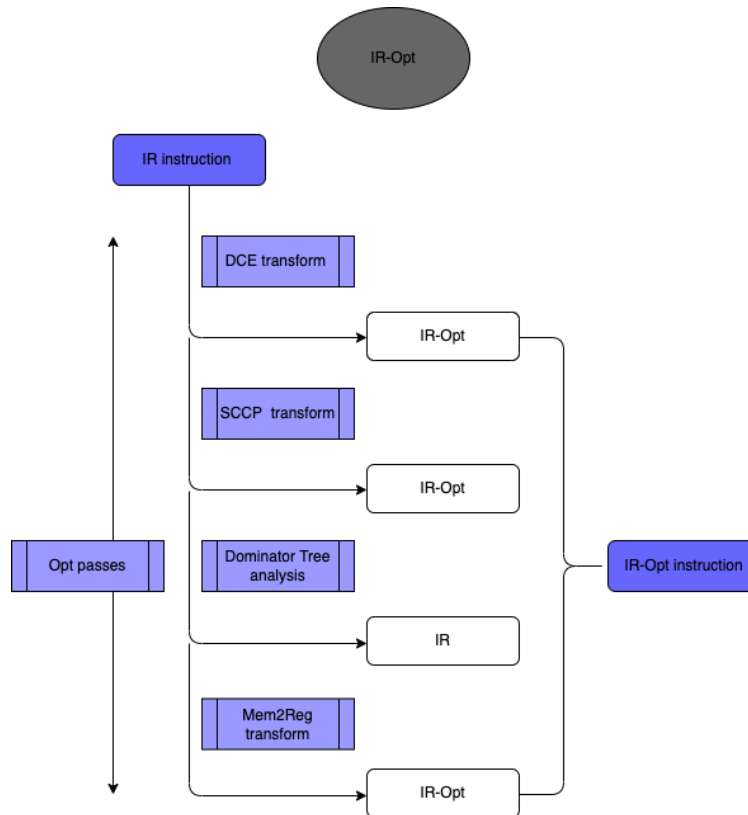 IR-Opt
IR instruction
DCE transform
IR-Opt
SCCP transform
IR-Opt
Opt passes
Dominator Tree
analysis
IR-Opt instruction
IR
Mem2Reg
transform
IR-Opt